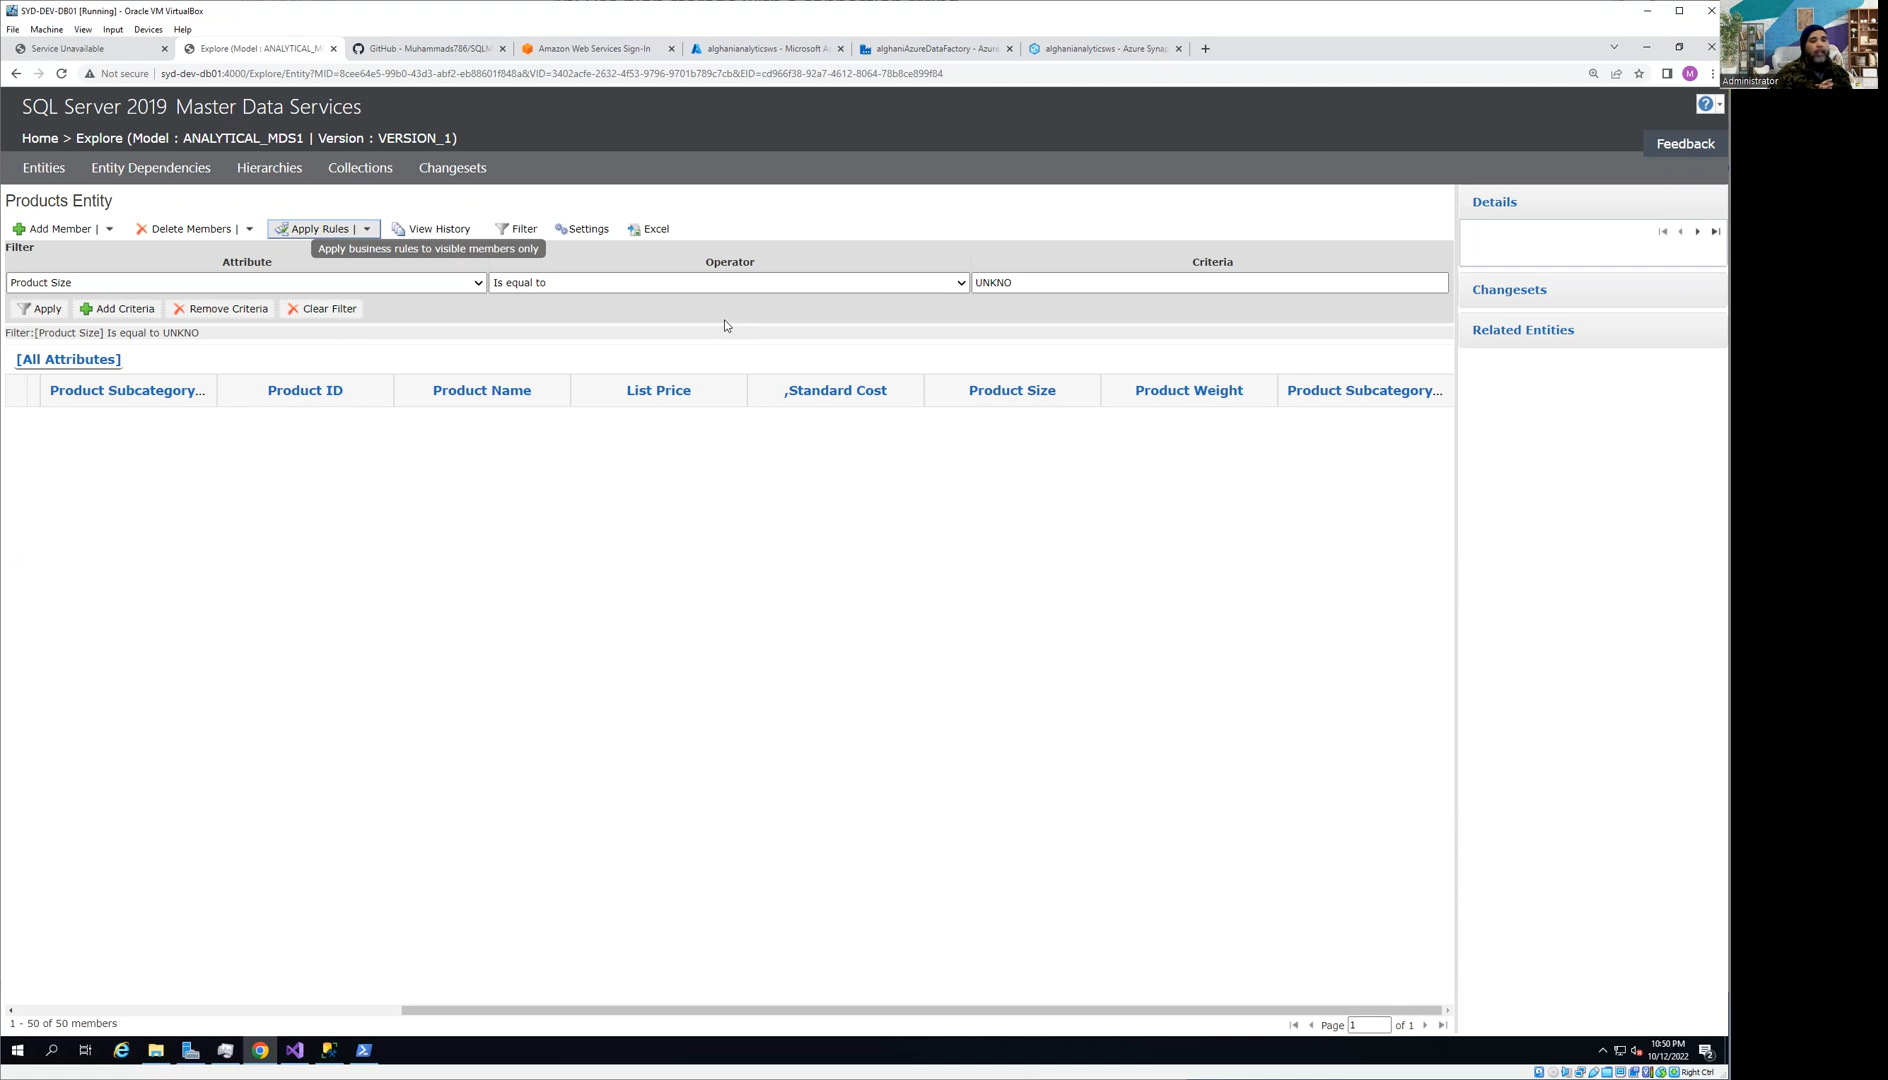 SYD-DEV-DB01 [Running] - Oracle VM VirtualBox
File Machine View Input Devices Help
Service Unavailable
Explore (Model : ANALYTICAL_M
GitHub - Muhammads786/SQLM
Amazon Web Services Sign-In
alghanianalyticsws - Microsoft A
alghaniAzureDataFactory - Azure
alghanianalyticsws - Azure Synap
Not secure syd-dev-db01:4000/Explore/Entity?MID=8cee64e5-99b0-43d3-abf2-eb88601f848a&VID=3402acfe-2632-4f53-9796-9701b789c7cb&EID=cd966f38-92a7-4612-8064-78b8ce899f84
M
Administrator
SQL Server 2019 Master Data Services
Home > Explore (Model : ANALYTICAL_MDS1 | Version : VERSION_1)
Feedback
Entities Entity Dependencies Hierarchies Collections Changesets
Products Entity
Add Member | Delete Members | Apply Rules | View History Filter Settings Excel
Apply business rules to visible members only
Filter
Attribute Operator Criteria
Product Size Is equal to UNKNO
Apply Add Criteria Remove Criteria Clear Filter
Filter:[Product Size] Is equal to UNKNO
[All Attributes]
Product Subcategory... Product ID Product Name List Price ,Standard Cost Product Size Product Weight Product Subcategory...
Details
Changesets
Related Entities
1 - 50 of 50 members
Page 1 of 1
10:50 PM
10/12/2022
2
Right Ctrl